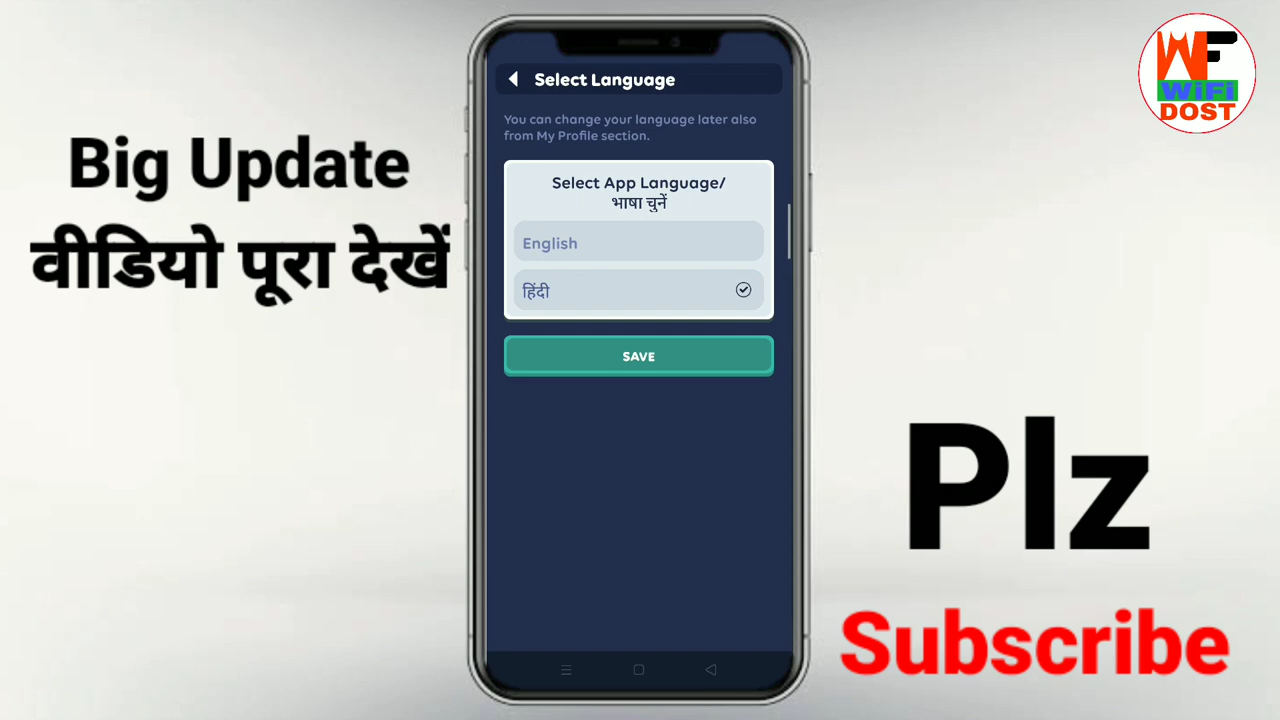 Big Update
वीडियो पूरा देखें
Select Language
You can change your language later also
from My Profile section.
Select App Language/
भाषा चुनें
English
हिंदी
SAVE
WF
WiFi
DOST
Plz
Subscribe